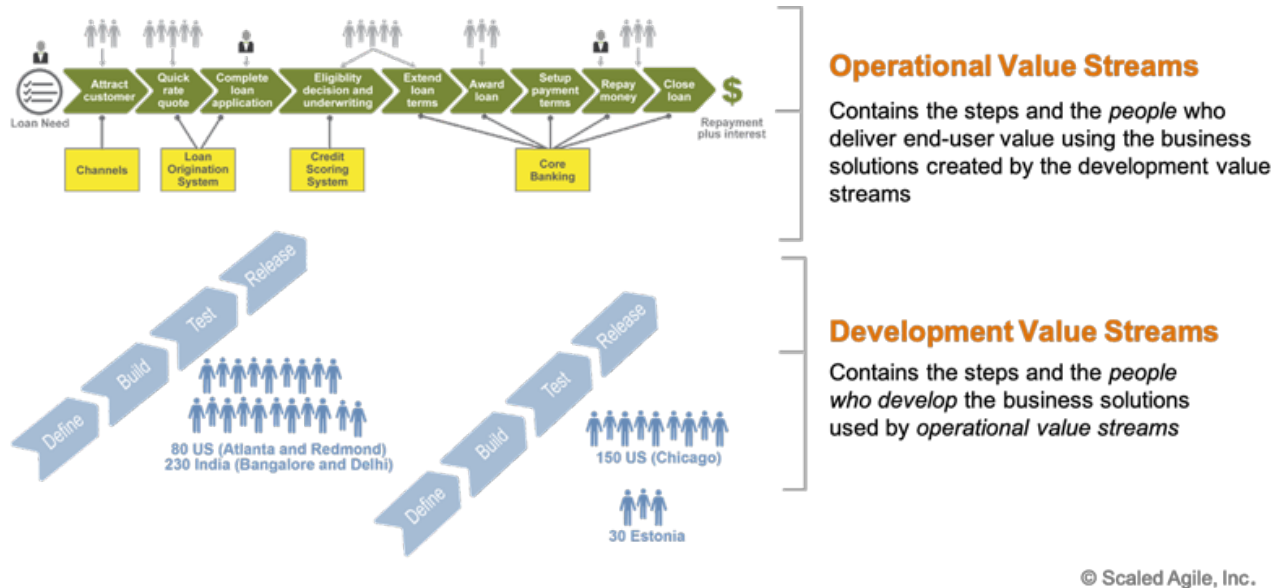 Loan Need
Attract
customer
Quick
rate
quote
Complete
loan
application
Eligiblity
decision and
underwriting
Extend
loan
terms
Award
loan
Setup
payment
terms
Repay
money
Close
loan
$
Repayment
plus interest
Channels
Loan
Origination
System
Credit
Scoring
System
Core
Banking
Operational Value Streams
Contains the steps and the people who
deliver end-user value using the business
solutions created by the development value
streams
Define
Build
Test
Release
80 US (Atlanta and Redmond)
230 India (Bangalore and Delhi)
Define
Build
Test
Release
150 US (Chicago)
30 Estonia
Development Value Streams
Contains the steps and the people
who develop the business solutions
used by operational value streams
© Scaled Agile, Inc.